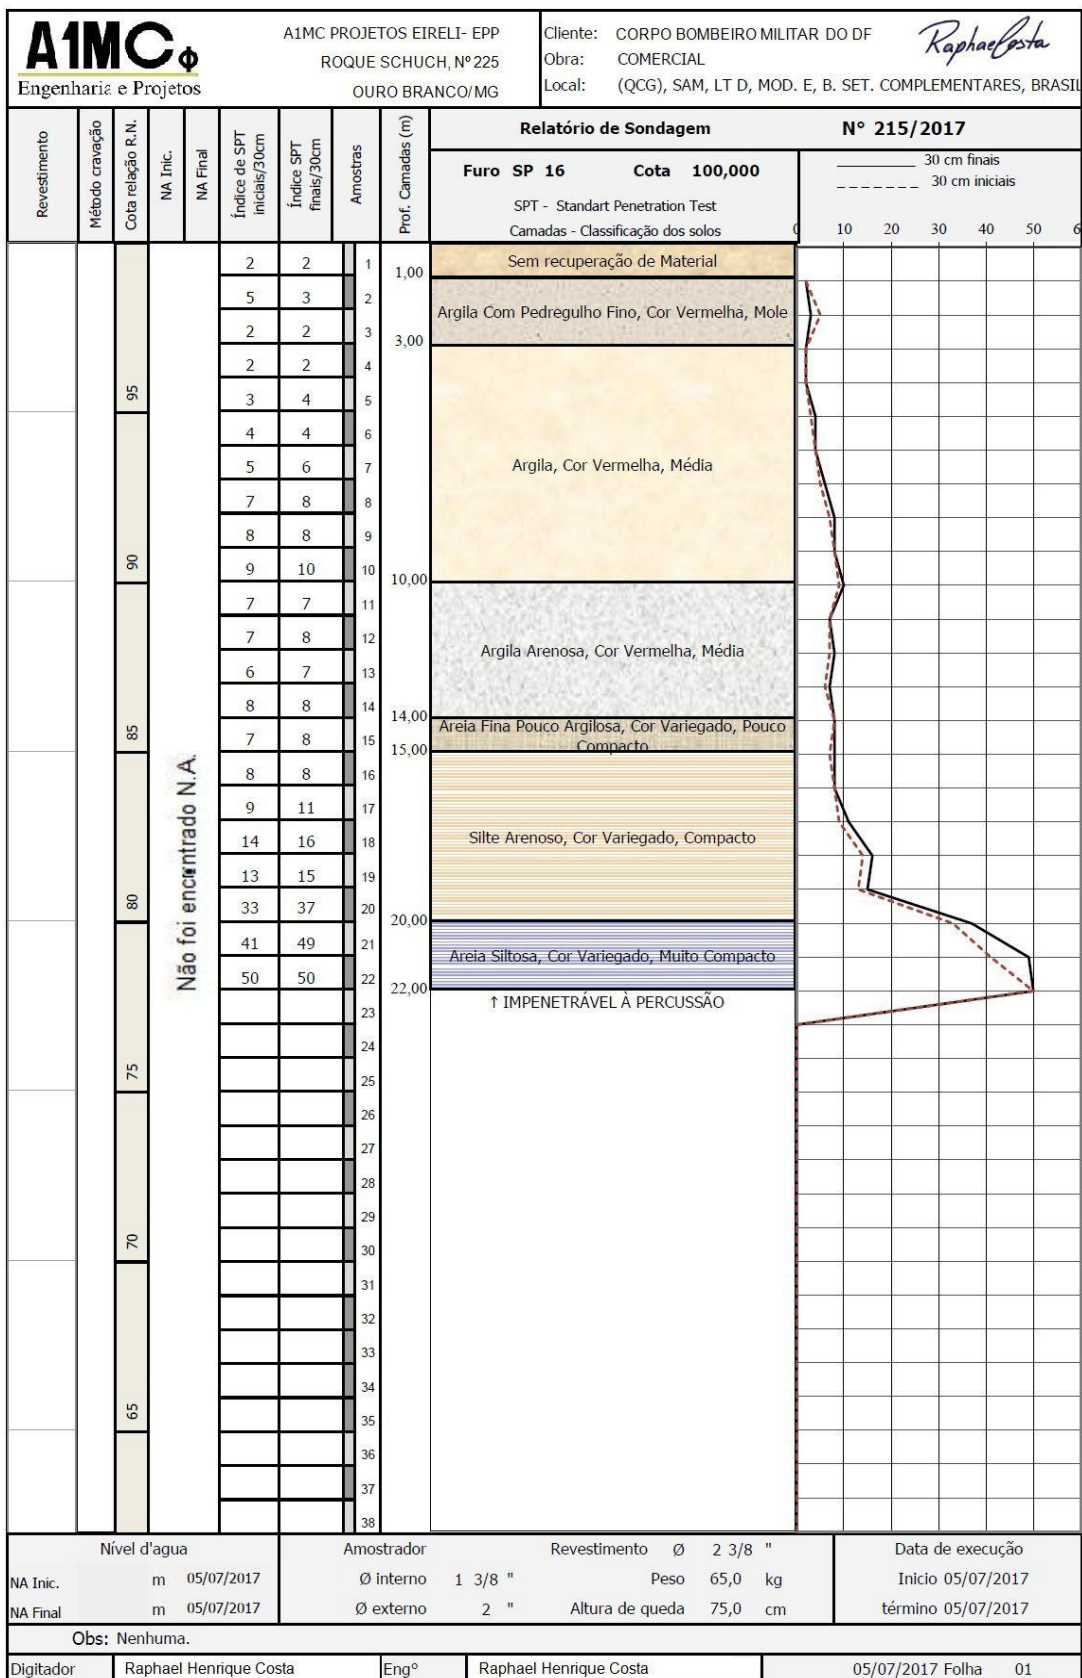 A1MCΦ
Engenharia e Projetos
A1MC PROJETOS EIRELI- EPP
ROQUE SCHUCH, Nº 225
OURO BRANCO/MG
Cliente: CORPO BOMBEIRO MILITAR DO DF
Obra: COMERCIAL
Local: (QCG), SAM, LT D, MOD. E, B. SET. COMPLEMENTARES, BRASIL
Raphael Costa
Revestimento
Método cravação
Cota relação R.N.
NA Inic.
NA Final
Índice de SPT iniciais/30cm
Índice SPT finais/30cm
Amostras
Prof. Camadas (m)
Relatório de Sondagem N° 215/2017
Furo SP 16 Cota 100,000
SPT - Standart Penetration Test
Camadas - Classificação dos solos
30 cm finais
30 cm iniciais
0 10 20 30 40 50 6
2 2 1
1,00
Sem recuperação de Material
5 3 2
Argila Com Pedregulho Fino, Cor Vermelha, Mole
2 2 3
3,00
2 2 4
95
3 4 5
4 4 6
5 6 7
Argila, Cor Vermelha, Média
7 8 8
8 8 9
90
9 10 10
10,00
7 7 11
7 8 12
Argila Arenosa, Cor Vermelha, Média
6 7 13
8 8 14
14,00
Areia Fina Pouco Argilosa, Cor Variegado, Pouco
Compacto
85
7 8 15
15,00
8 8 16
9 11 17
14 16 18
Silte Arenoso, Cor Variegado, Compacto
13 15 19
80
33 37 20
20,00
41 49 21
Areia Siltosa, Cor Variegado, Muito Compacto
50 50 22
22,00
Não foi encontrado N.A.
↑ IMPENETRÁVEL À PERCUSSÃO
23
24
75
25
26
27
28
29
70
30
31
32
33
34
65
35
36
37
38
Nível d'agua
NA Inic. m 05/07/2017
NA Final m 05/07/2017
Amostrador
Ø interno 1 3/8 "
Ø externo 2 "
Revestimento Ø 2 3/8 "
Peso 65,0 kg
Altura de queda 75,0 cm
Data de execução
Inicio 05/07/2017
término 05/07/2017
Obs: Nenhuma.
Digitador Raphael Henrique Costa Engº Raphael Henrique Costa 05/07/2017 Folha 01